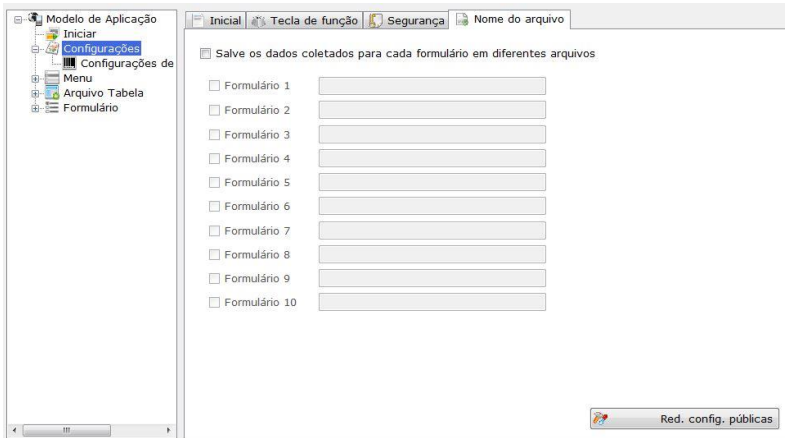 Modelo de Aplicação
Iniciar
Configurações
Configurações de
Menu
Arquivo Tabela
Formulário
Inicial
Tecla de função
Segurança
Nome do arquivo
Salve os dados coletados para cada formulário em diferentes arquivos
Formulário 1
Formulário 2
Formulário 3
Formulário 4
Formulário 5
Formulário 6
Formulário 7
Formulário 8
Formulário 9
Formulário 10
Red. config. públicas